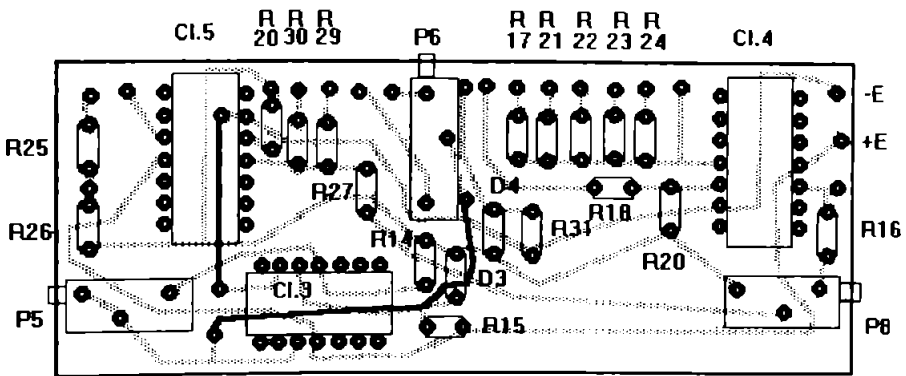 CI.5
R 20
R 30
R 29
P6
R 17
R 21
R 22
R 23
R 24
CI.4
-E
+E
R25
R27
D4
R18
R26
R14
R31
R16
D3
R20
CI.3
P5
R15
P8